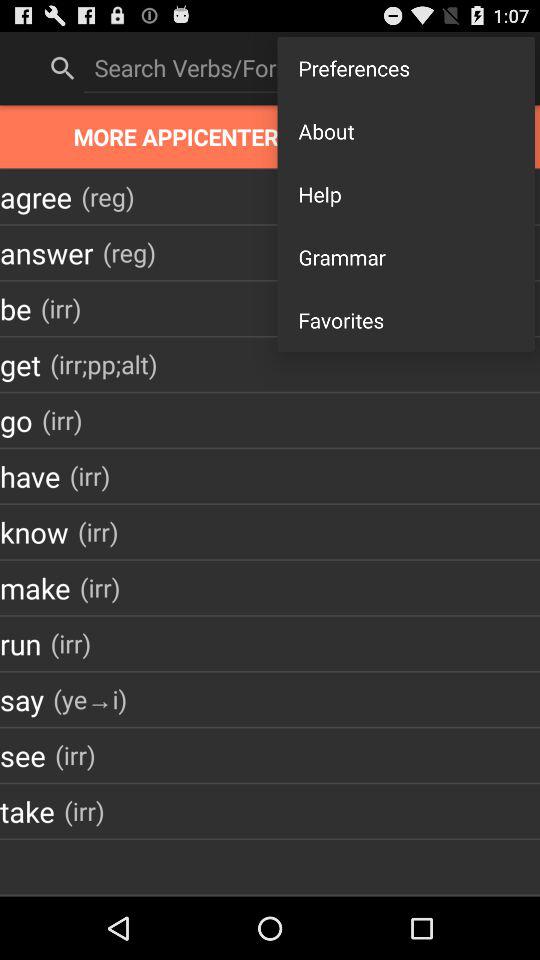 1:07
Search Verbs/For
Preferences
About
Help
Grammar
Favorites
MORE APPICENTER
agree (reg)
answer (reg)
be (irr)
get (irr;pp;alt)
go (irr)
have (irr)
know (irr)
make (irr)
run (irr)
say (ye→i)
see (irr)
take (irr)